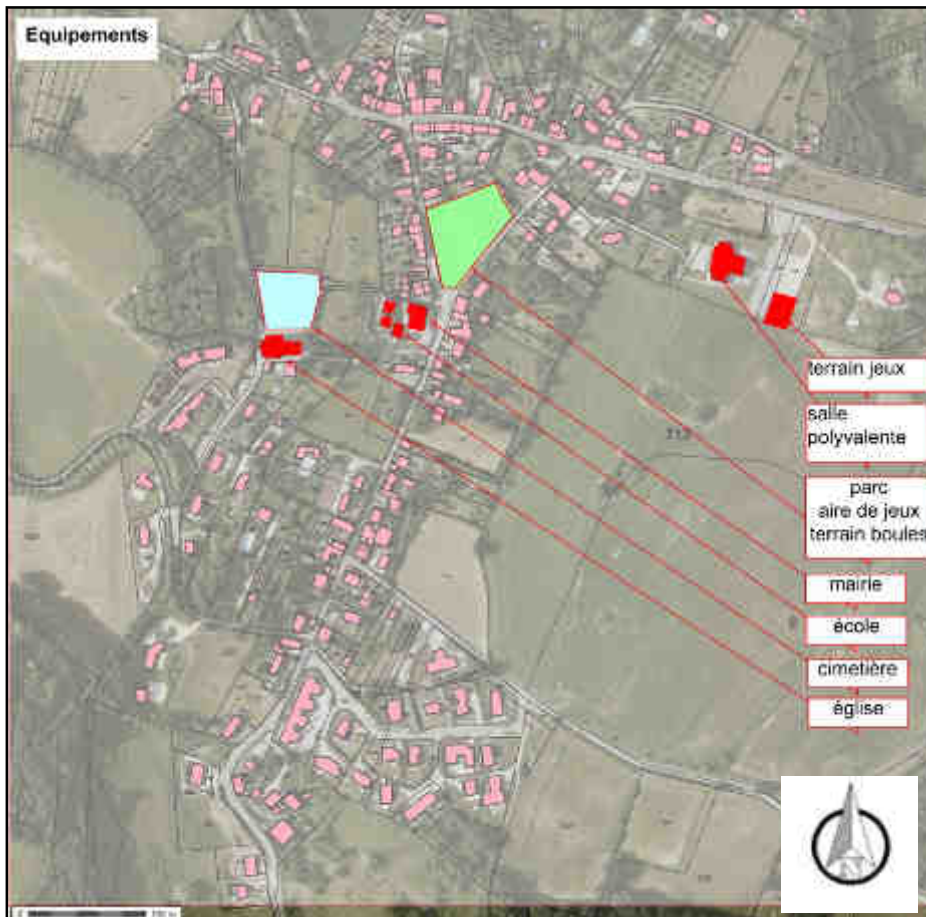 Equipements
terrain jeux
salle
polyvalente
parc
aire de jeux
terrain boules
mairie
école
cimetière
église
N